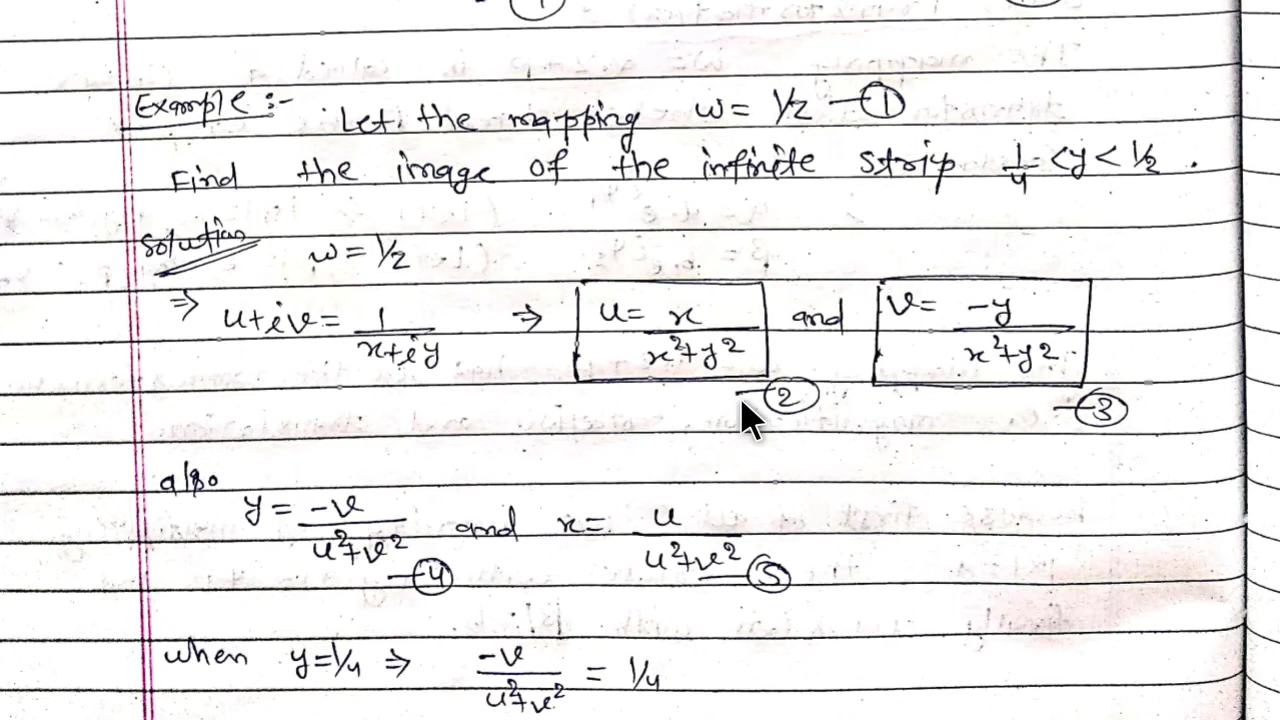 Example :- Let the mapping w = 1/z —①
Find the image of the infinite strip 1/4 < y < 1/2 .
Solution w = 1/z
⇒ u+iv = 1/(x+iy) ⇒ u = x/(x²+y²) —② and v = -y/(x²+y²) —③
also
y = -v/(u²+v²) —④ and x = u/(u²+v²) —⑤
when y=1/4 ⇒ -v/(u²+v²) = 1/4